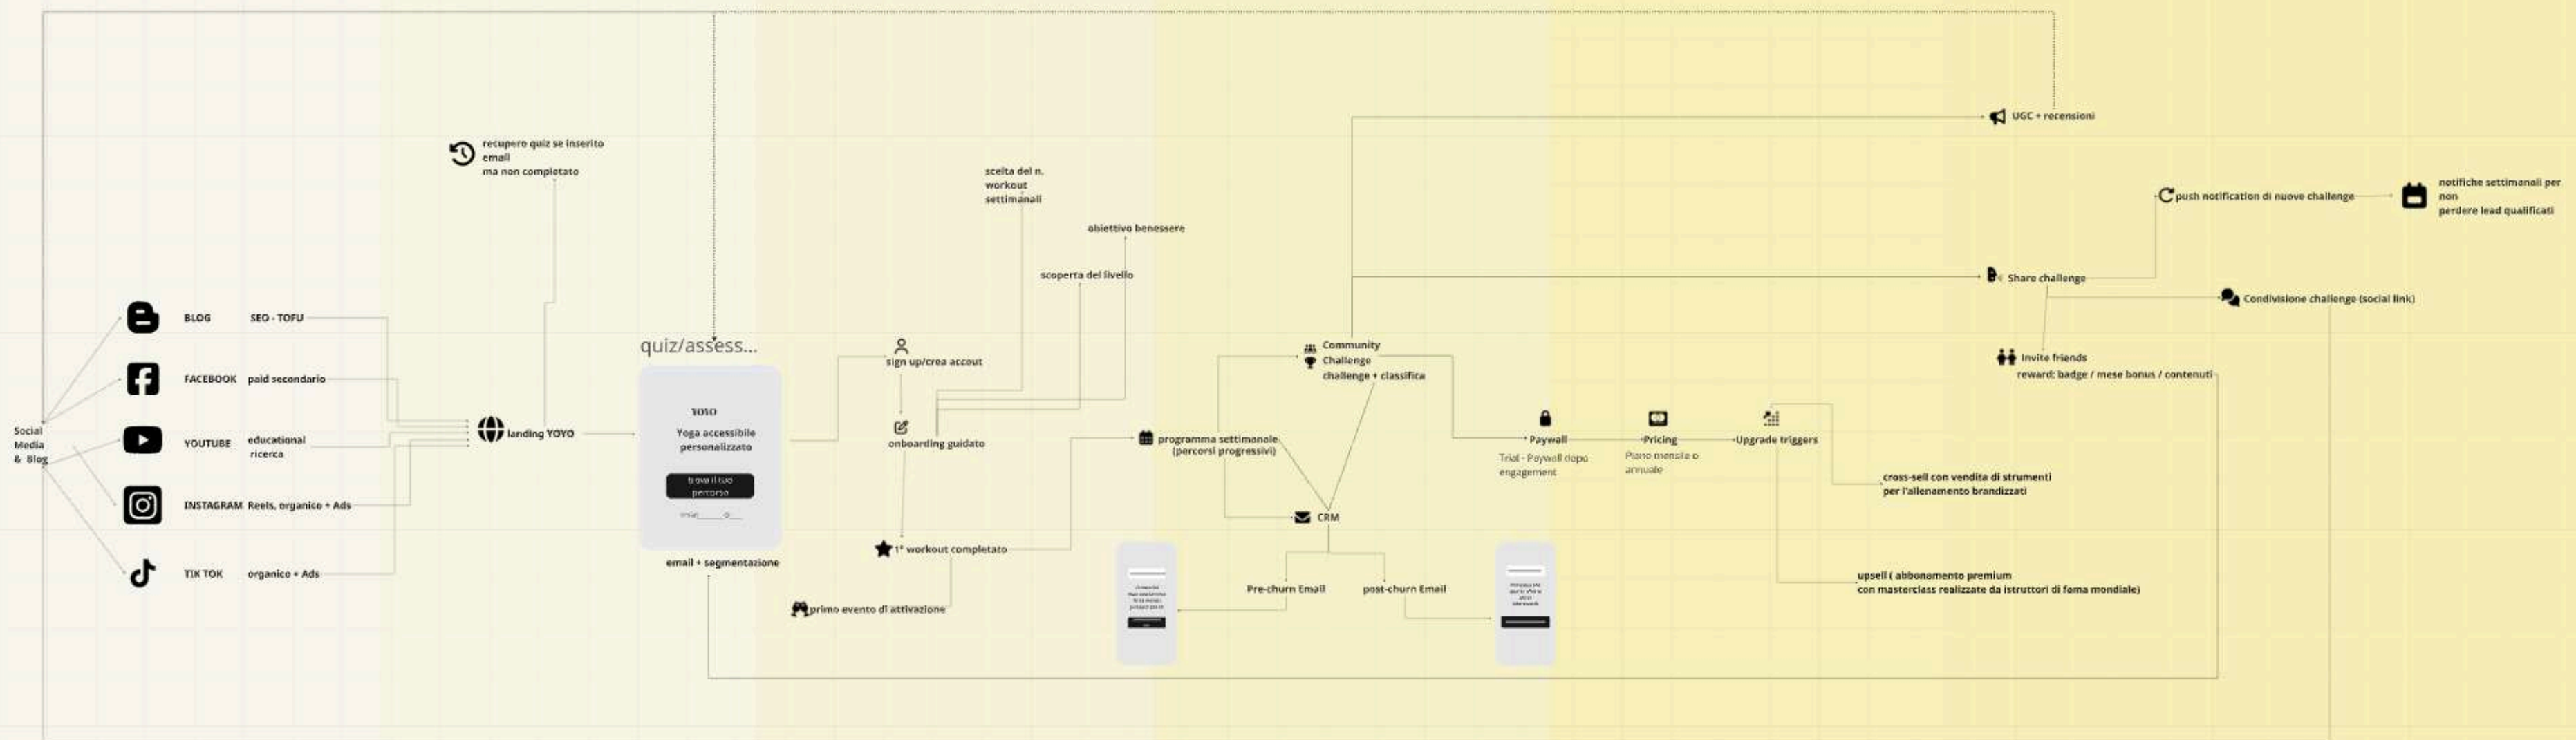 UGC + recensioni
recupero quiz se inserito
email
ma non completato
scelta del n.
workout
settimanali
push notification di nuove challenge
notifiche settimanali per
non
perdere lead qualificati
obiettivo benessere
scoperta del livello
Share challenge
Condivisione challenge (social link)
BLOG SEO - TOFU
quiz/assess...
sign up/crea accout
Community
Challenge
challenge + classifica
Invite friends
reward: badge / mese bonus / contenuti
FACEBOOK paid secondario
YOYO
Yoga accessibile
personalizzato
trova il tuo
percorso
Social
Media
& Blog
YOUTUBE educational
ricerca
landing YOYO
onboarding guidato
programma settimanale
(percorsi progressivi)
Paywall
Trial - Paywall dopo
engagement
Pricing
Piano mensile o
annuale
Upgrade triggers
cross-sell con vendita di strumenti
per l'allenamento brandizzati
INSTAGRAM Reels, organico + Ads
CRM
1° workout completato
email + segmentazione
TIK TOK organico + Ads
Pre-churn Email
post-churn Email
upsell ( abbonamento premium
con masterclass realizzate da istruttori di fama mondiale)
primo evento di attivazione